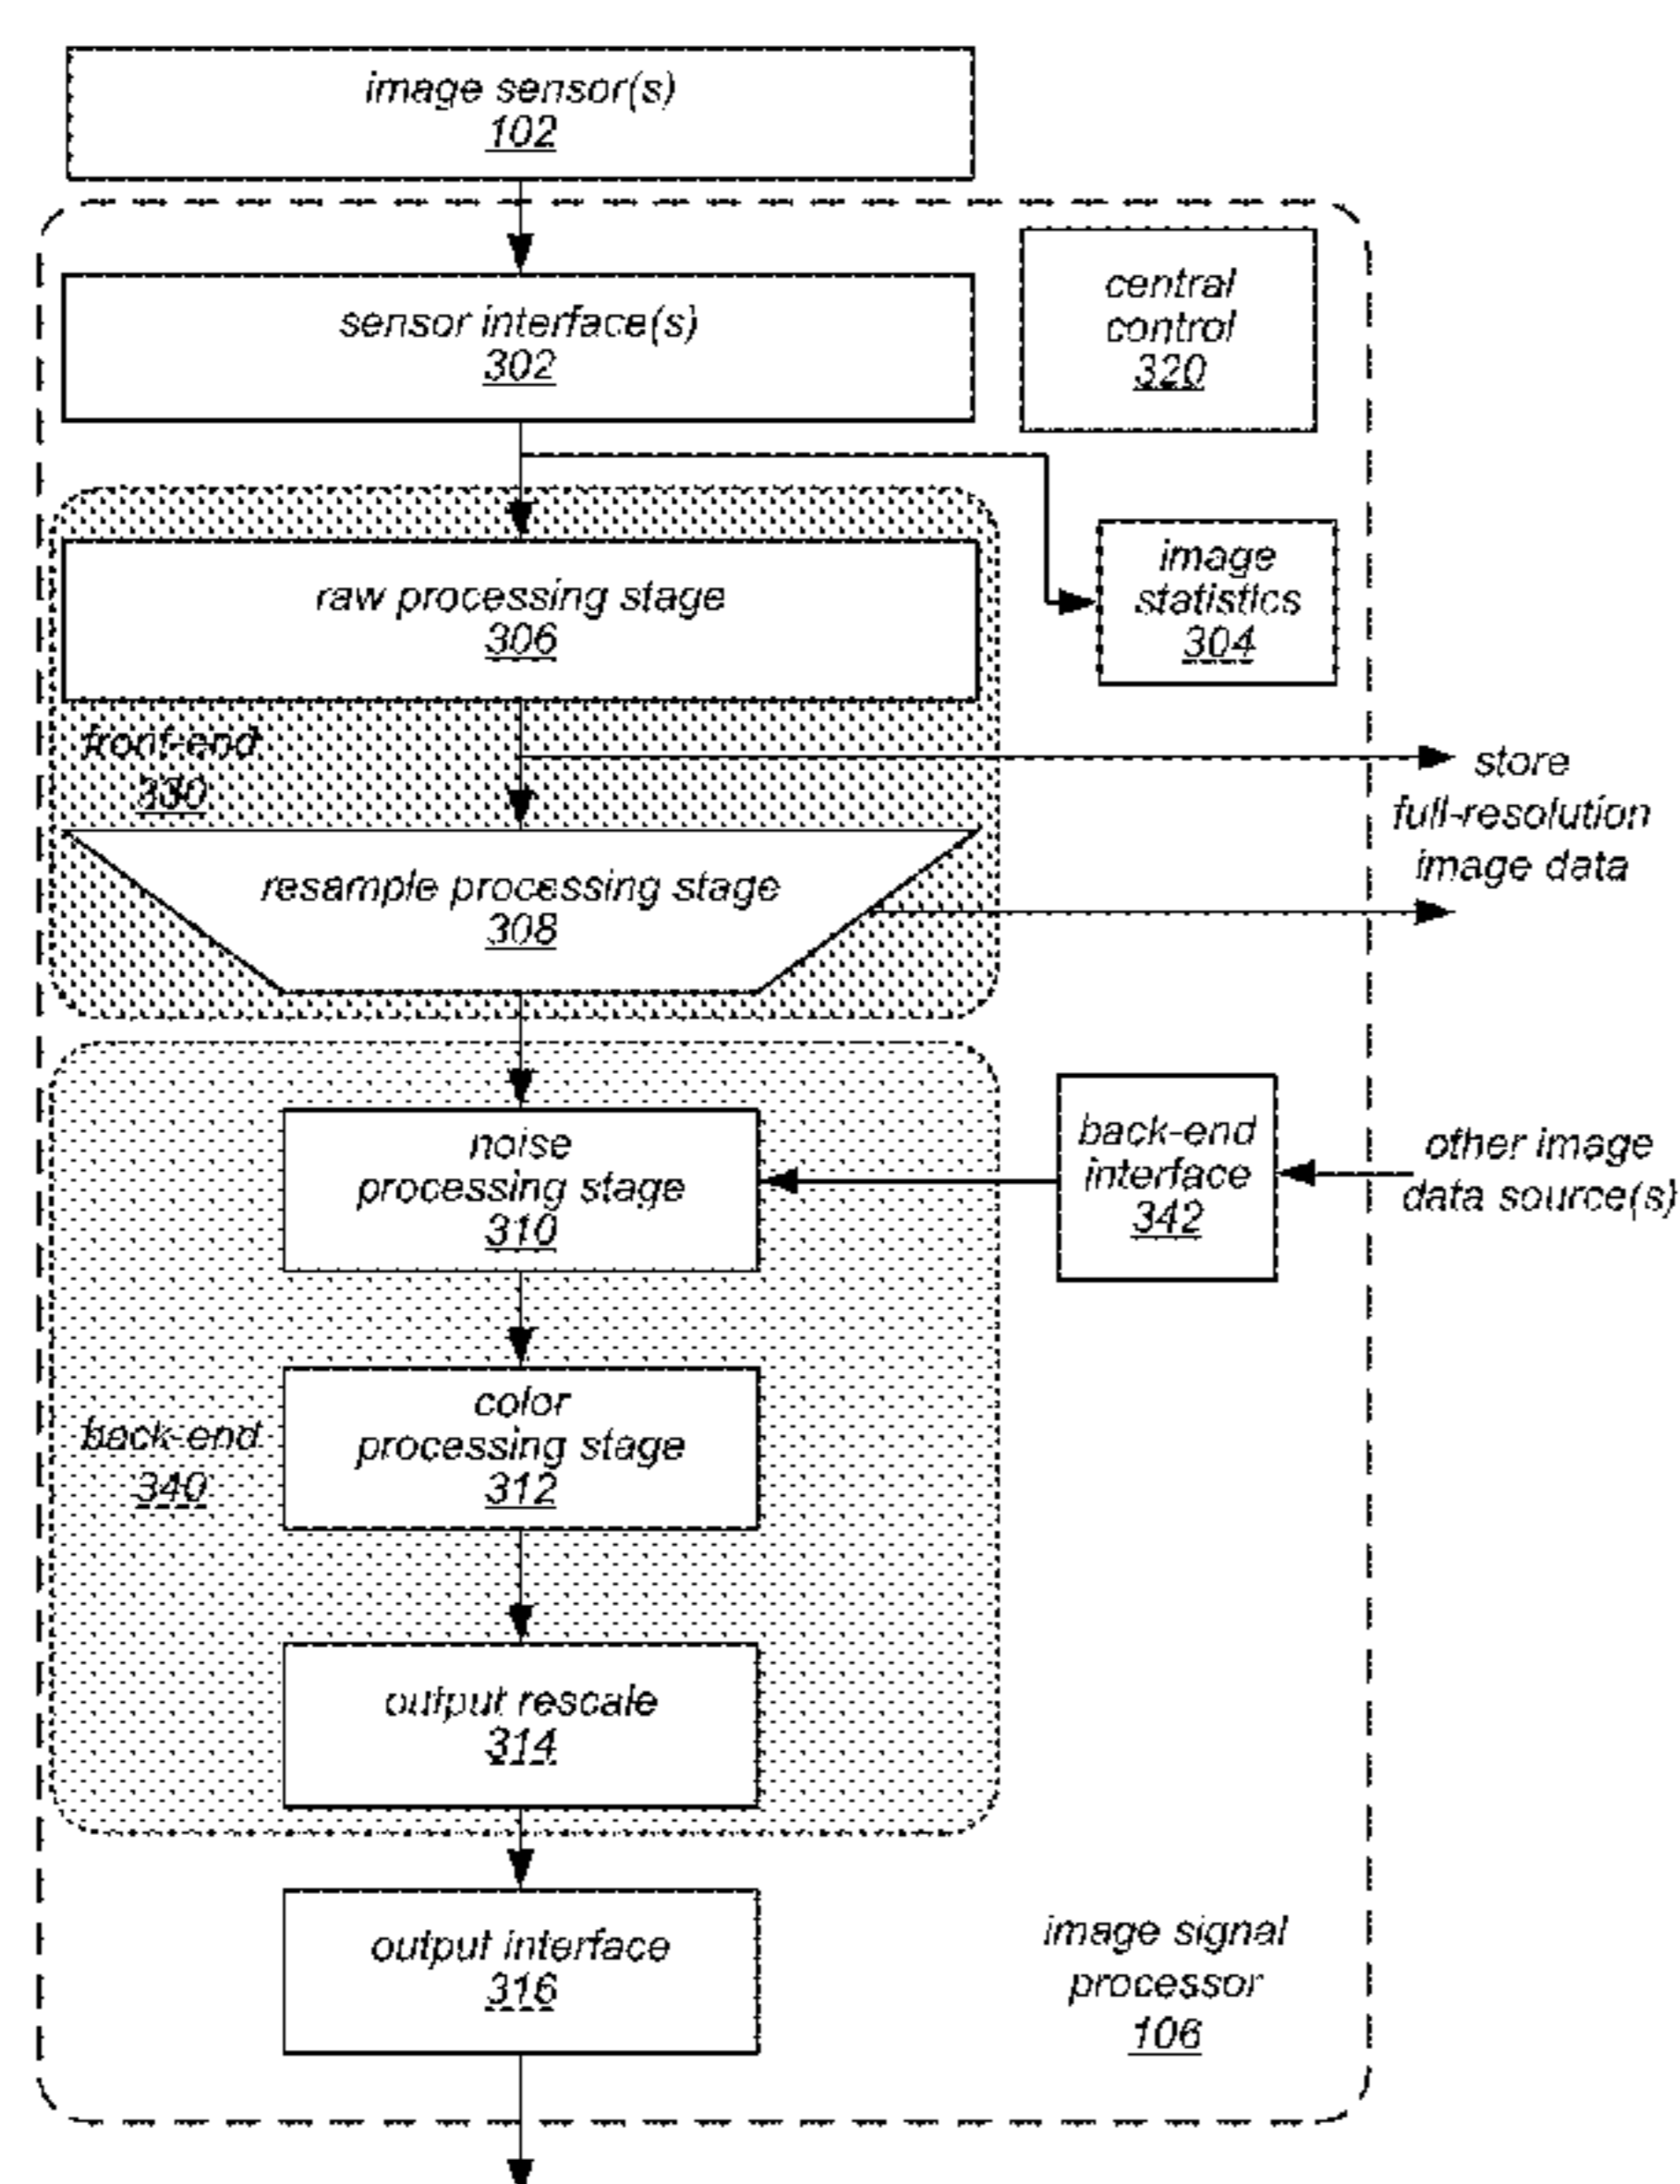 image sensor(s)
102
sensor interface(s)
302
central
control
320
raw processing stage
306
image
statistics
304
front-end
330
store
full-resolution
image data
resample processing stage
308
noise
processing stage
310
back-end
interface
342
other image
data source(s)
color
processing stage
312
back-end
340
output rescale
314
output interface
316
image signal
processor
106